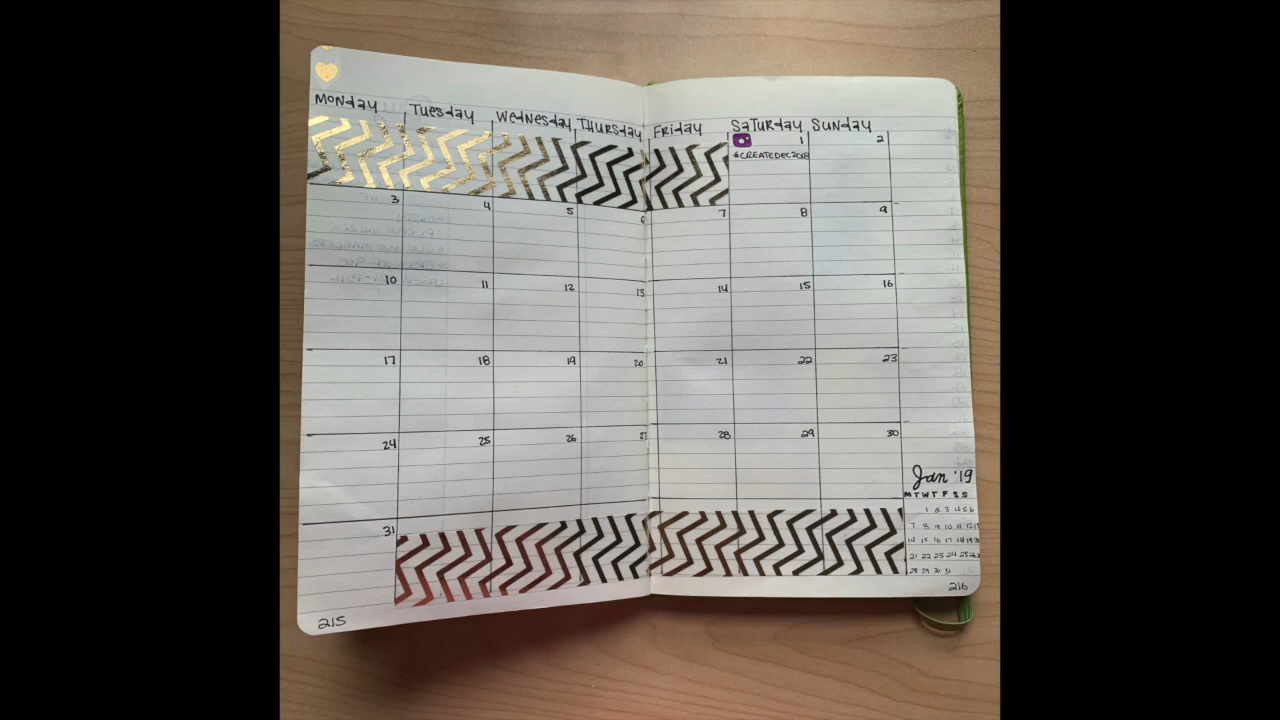 MONday TUesday WedNesday THURsday FRiday SaTURday SUNday
1 2
#CREATEDEC2018
3 4 5 6 7 8 9
10 11 12 13 14 15 16
17 18 19 20 21 22 23
24 25 26 27 28 29 30
31
Jan '19
M T W T F S S
1 2 3 4 5 6
7 8 9 10 11 12 13
14 15 16 17 18 19 20
21 22 23 24 25 26 27
28 29 30 31
215 216